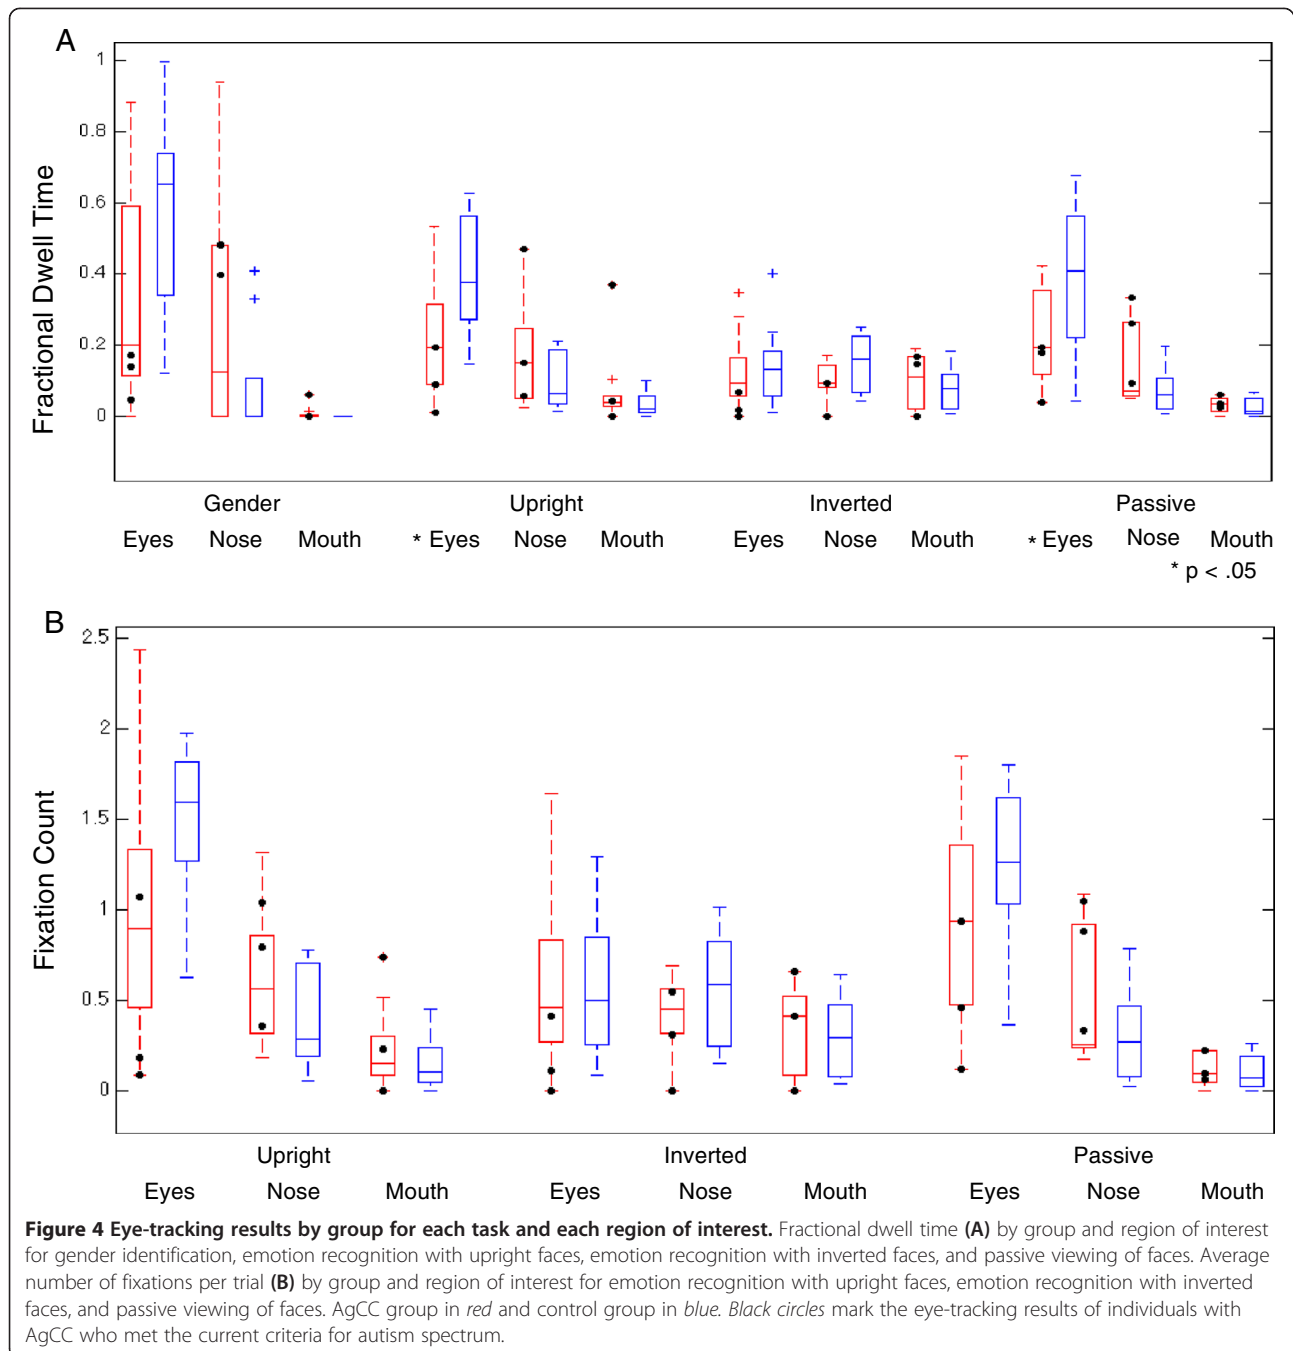 A
1
0.8
0.6
0.4
0.2
0
Fractional Dwell Time
Gender Upright Inverted Passive
Eyes Nose Mouth * Eyes Nose Mouth Eyes Nose Mouth * Eyes Nose Mouth
* p < .05
B
2.5
2
1.5
1
0.5
0
Fixation Count
Upright Inverted Passive
Eyes Nose Mouth Eyes Nose Mouth Eyes Nose Mouth
Figure 4 Eye-tracking results by group for each task and each region of interest. Fractional dwell time (A) by group and region of interest
for gender identification, emotion recognition with upright faces, emotion recognition with inverted faces, and passive viewing of faces. Average
number of fixations per trial (B) by group and region of interest for emotion recognition with upright faces, emotion recognition with inverted
faces, and passive viewing of faces. AgCC group in red and control group in blue. Black circles mark the eye-tracking results of individuals with
AgCC who met the current criteria for autism spectrum.